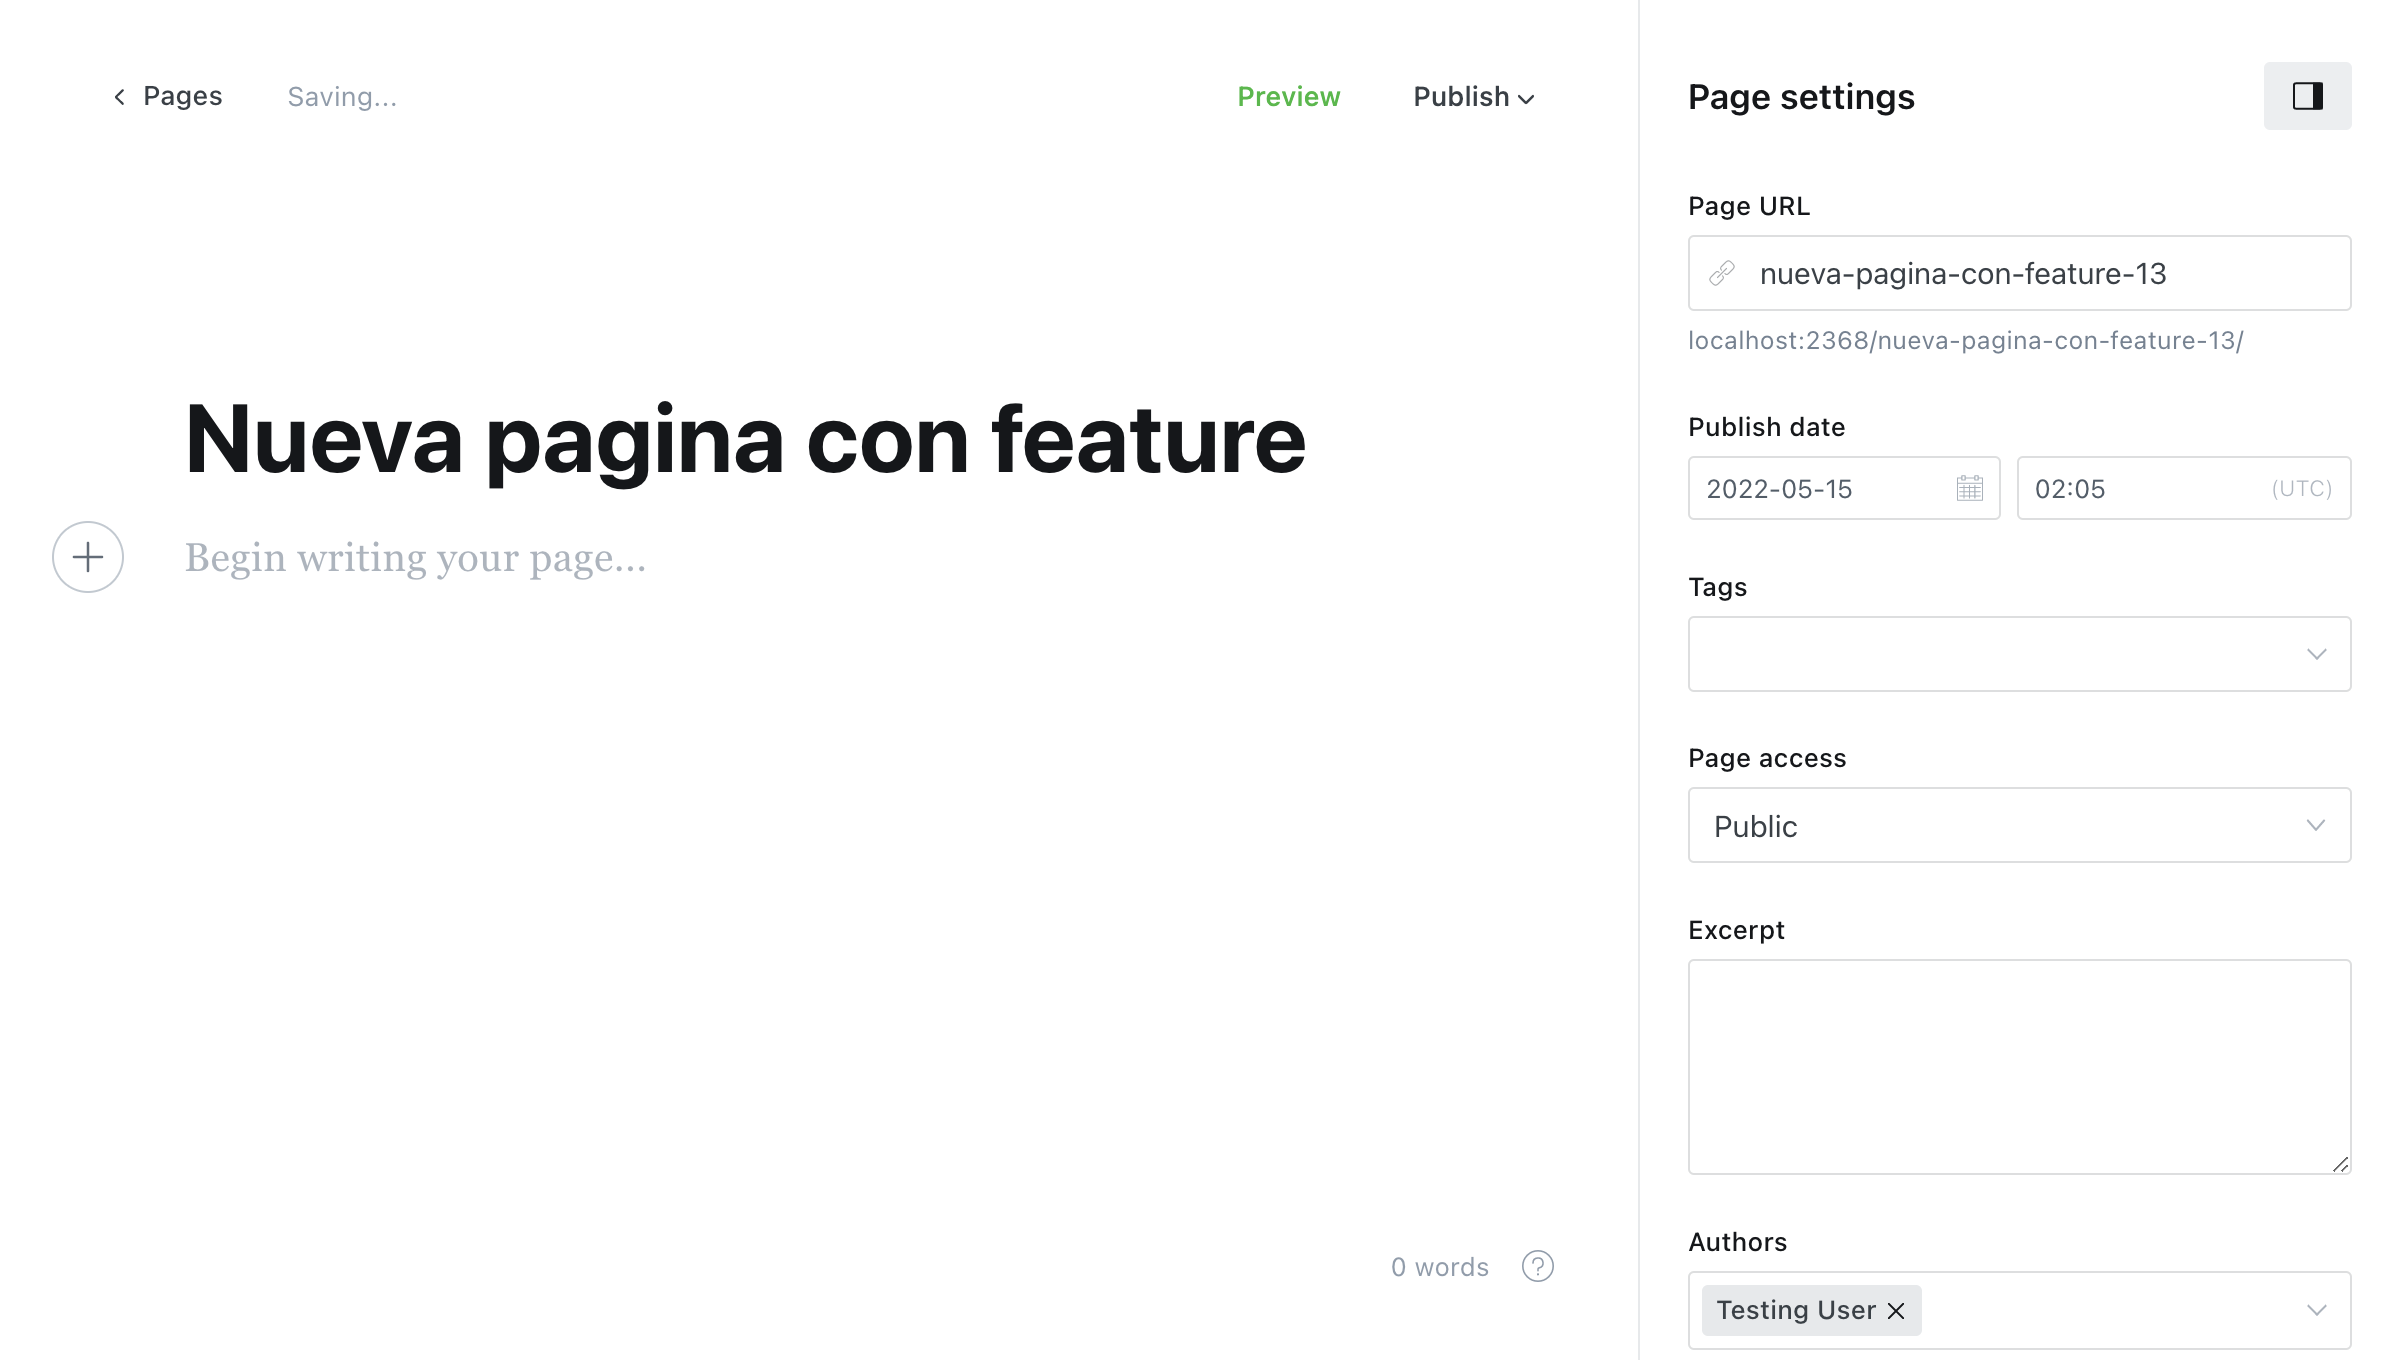 Pages
Saving...
Preview
Publish
Nueva pagina con feature
Begin writing your page...
0 words
?
Page settings
Page URL
nueva-pagina-con-feature-13
localhost:2368/nueva-pagina-con-feature-13/
Publish date
2022-05-15
02:05 (UTC)
Tags
Page access
Public
Excerpt
Authors
Testing User